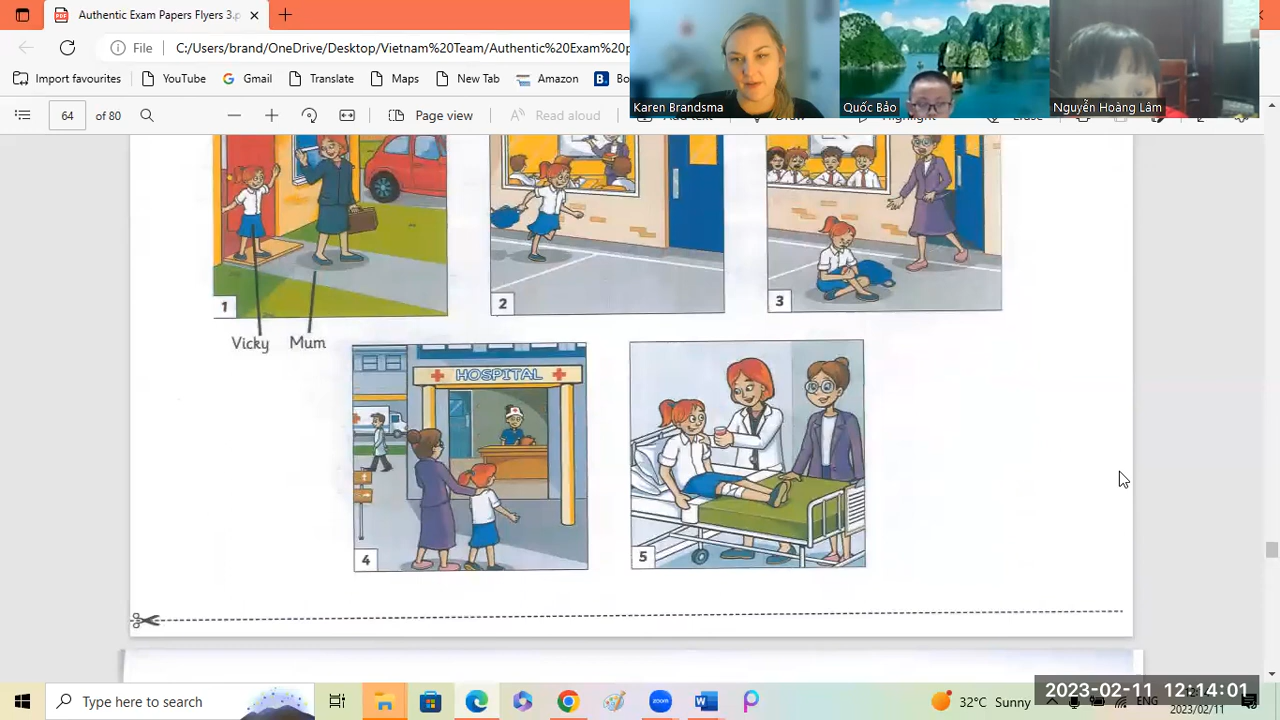 Authentic Exam Papers Flyers 3.p
File
C:/Users/brand/OneDrive/Desktop/Vietnam%20Team/Authentic%20Exam%20p
Import favourites
YouTube
Gmail
Translate
Maps
New Tab
Amazon
B.
Bo
64
of 80
Page view
Read aloud
Karen Brandsma
Quốc Bảo
Nguyễn Hoàng Lâm
1
2
3
Vicky
Mum
HOSPITAL
4
5
Type here to search
zoom
32°C Sunny
ENG
2023-02-11 12:14:01
2023/02/11